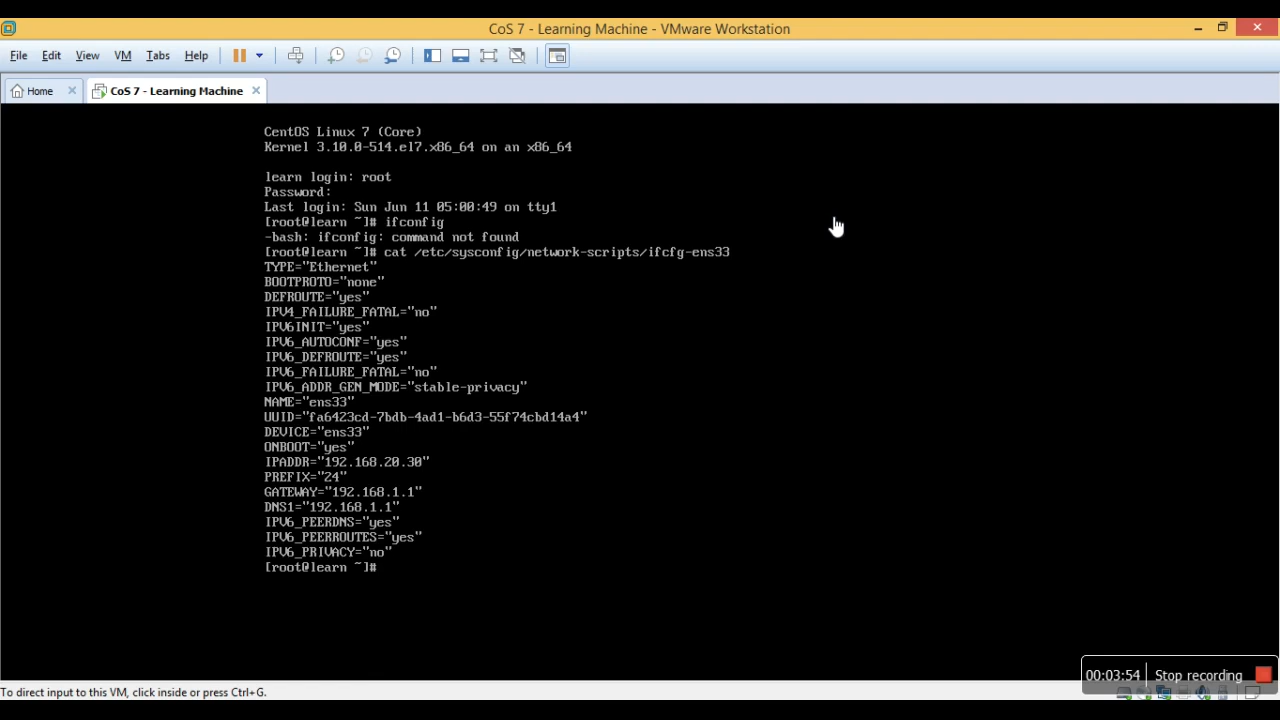 CoS 7 - Learning Machine - VMware Workstation
File Edit View VM Tabs Help
Home CoS 7 - Learning Machine
CentOS Linux 7 (Core)
Kernel 3.10.0-514.el7.x86_64 on an x86_64
learn login: root
Password:
Last login: Sun Jun 11 05:00:49 on tty1
[root@learn ~]# ifconfig
-bash: ifconfig: command not found
[root@learn ~]# cat /etc/sysconfig/network-scripts/ifcfg-ens33
TYPE="Ethernet"
BOOTPROTO="none"
DEFROUTE="yes"
IPV4_FAILURE_FATAL="no"
IPV6INIT="yes"
IPV6_AUTOCONF="yes"
IPV6_DEFROUTE="yes"
IPV6_FAILURE_FATAL="no"
IPV6_ADDR_GEN_MODE="stable-privacy"
NAME="ens33"
UUID="fa6423cd-7bdb-4ad1-b6d3-55f74cbd14a4"
DEVICE="ens33"
ONBOOT="yes"
IPADDR="192.168.20.30"
PREFIX="24"
GATEWAY="192.168.1.1"
DNS1="192.168.1.1"
IPV6_PEERDNS="yes"
IPV6_PEERROUTES="yes"
IPV6_PRIVACY="no"
[root@learn ~]#
00:03:54 Stop recording
To direct input to this VM, click inside or press Ctrl+G.